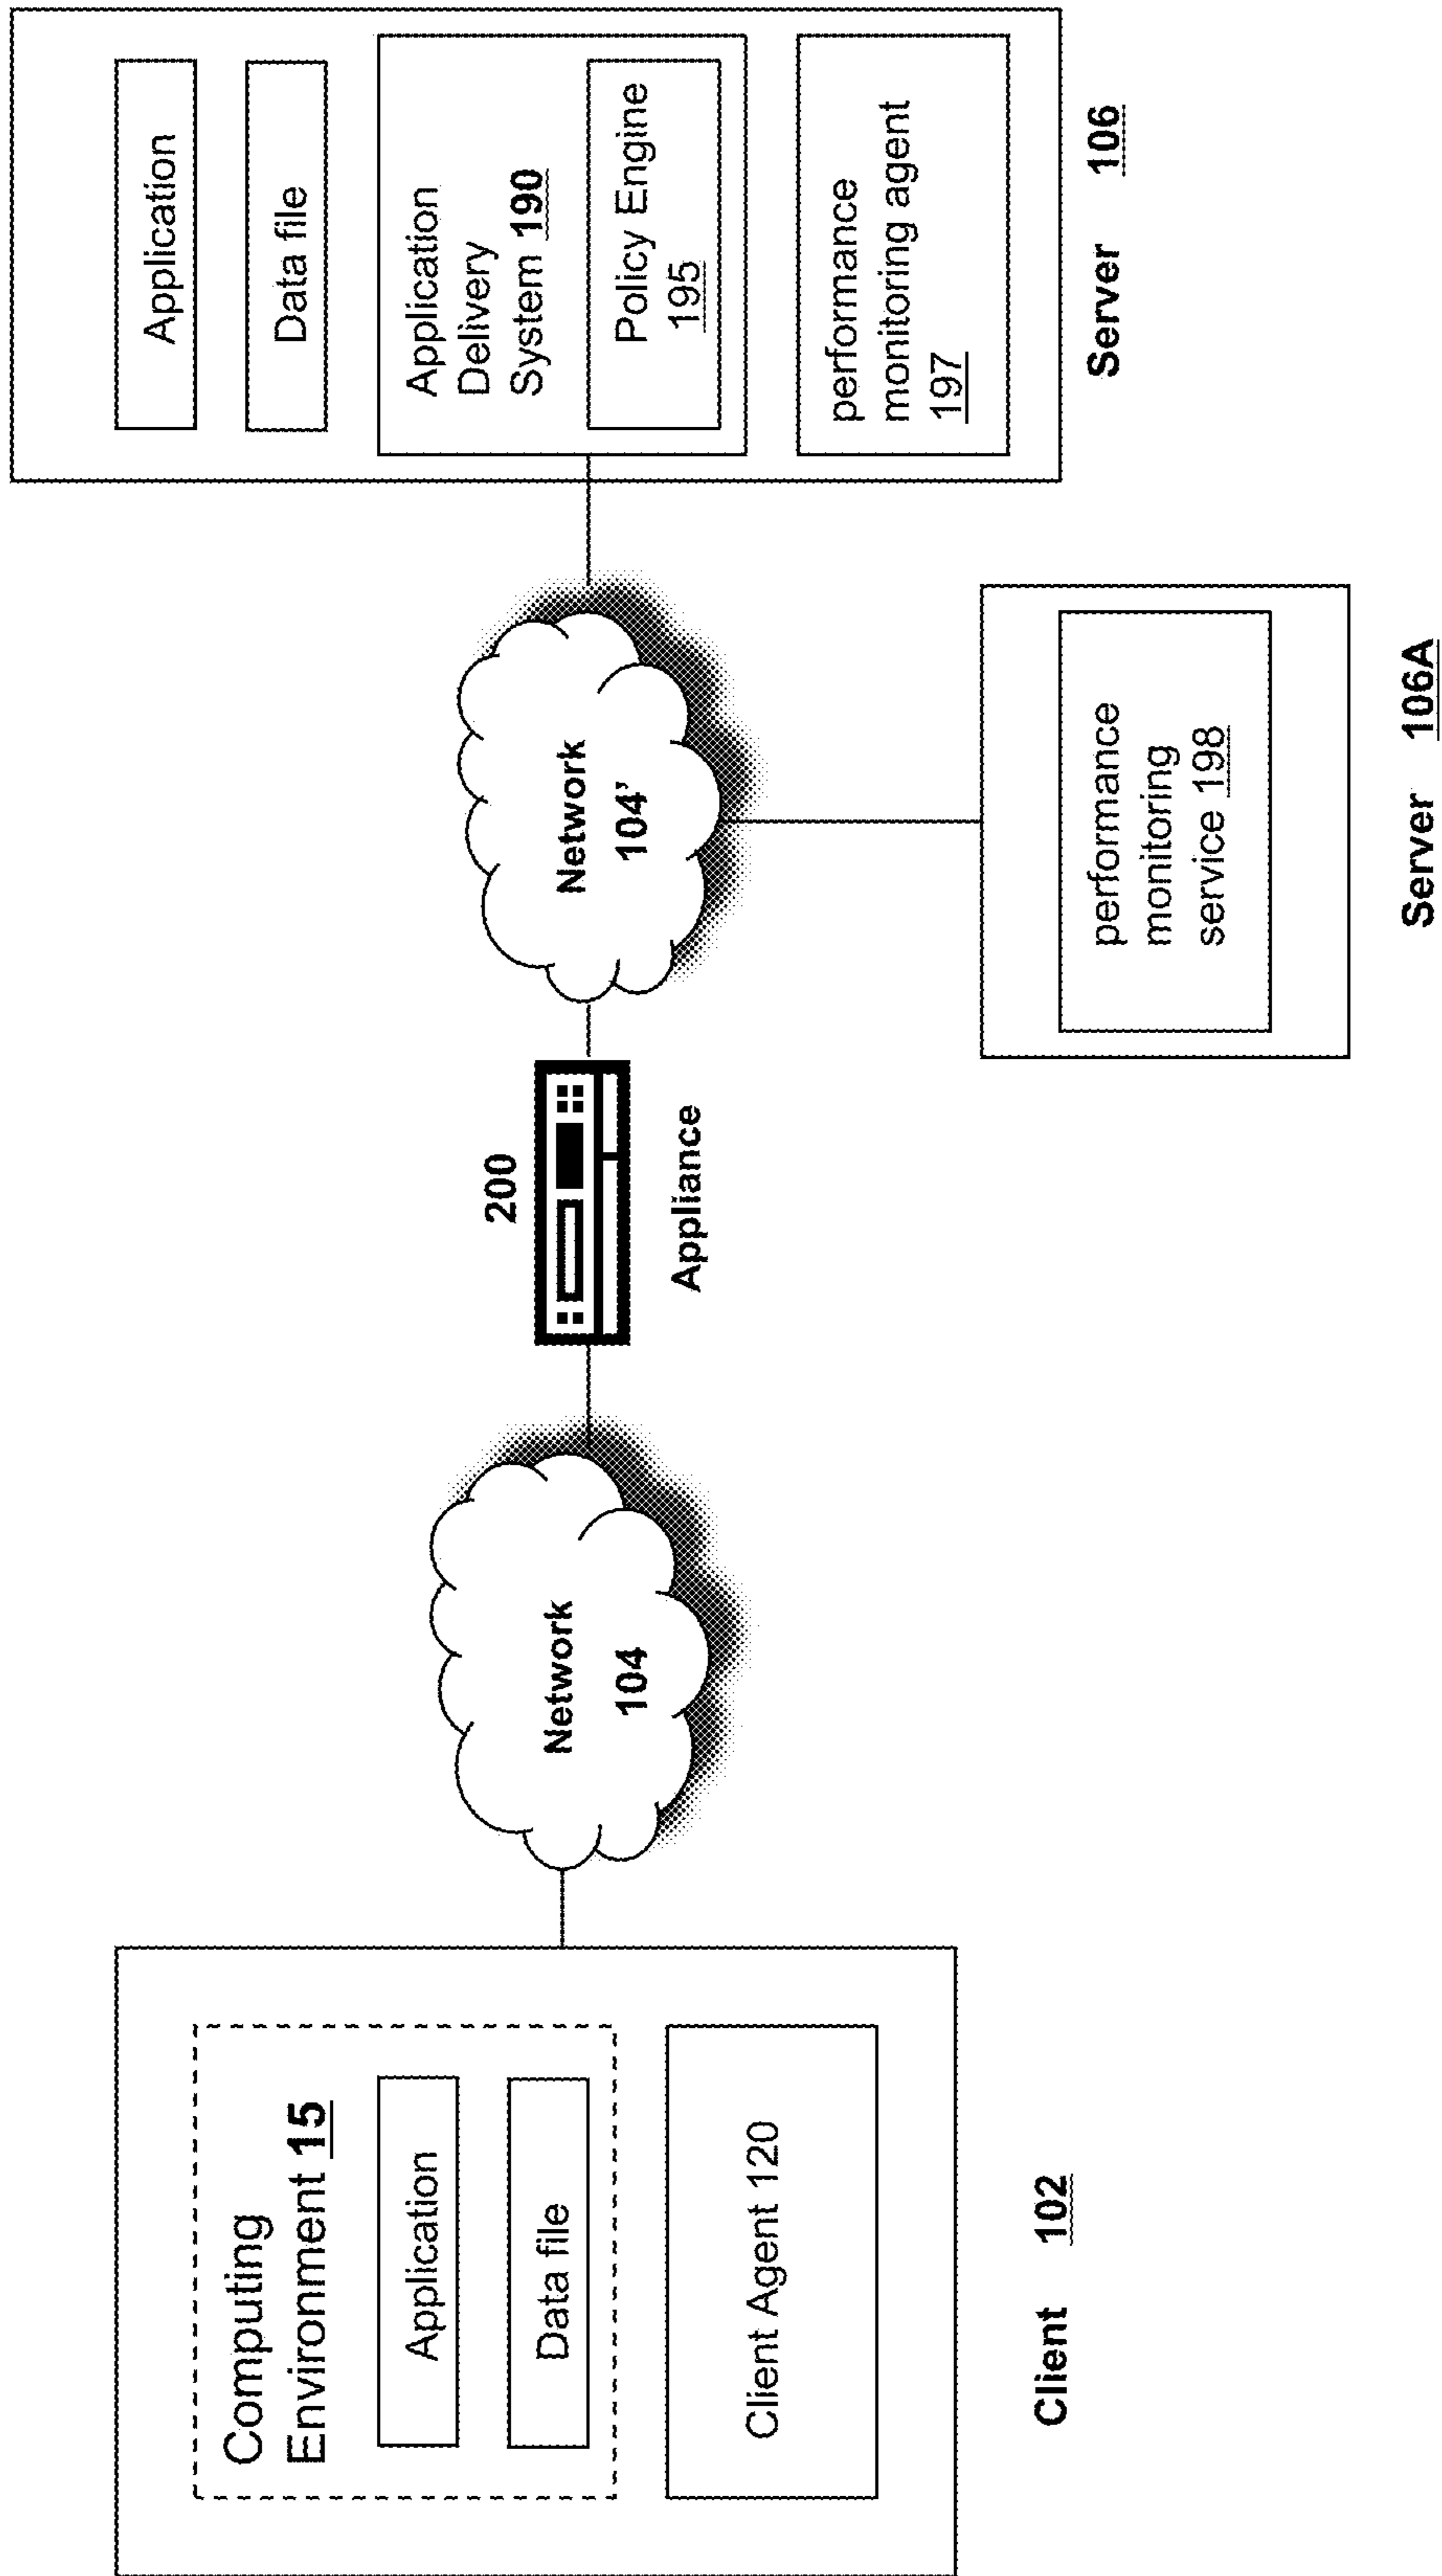 Computing
Environment 15
Application
Data file
Client Agent 120
Client 102
Network
104
200
Appliance
Network
104'
performance
monitoring
service 198
Server 106A
Application
Data file
Application
Delivery
System 190
Policy Engine
195
performance
monitoring agent
197
Server 106